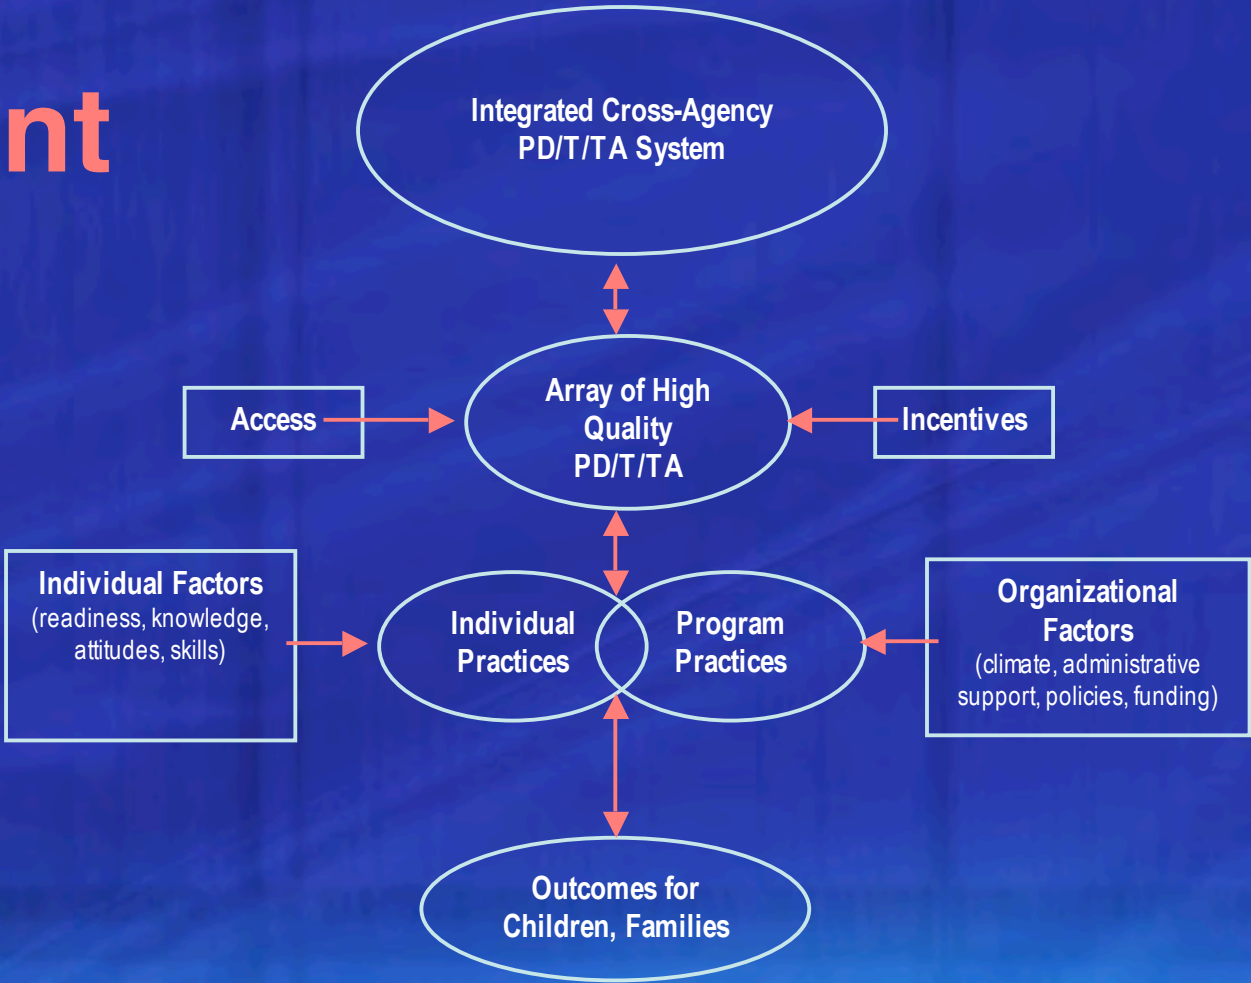 nt
Integrated Cross-Agency
PD/T/TA System
Access
Array of High
Quality
PD/T/TA
Incentives
Individual Factors
(readiness, knowledge,
attitudes, skills)
Individual
Practices
Program
Practices
Organizational
Factors
(climate, administrative
support, policies, funding)
Outcomes for
Children, Families